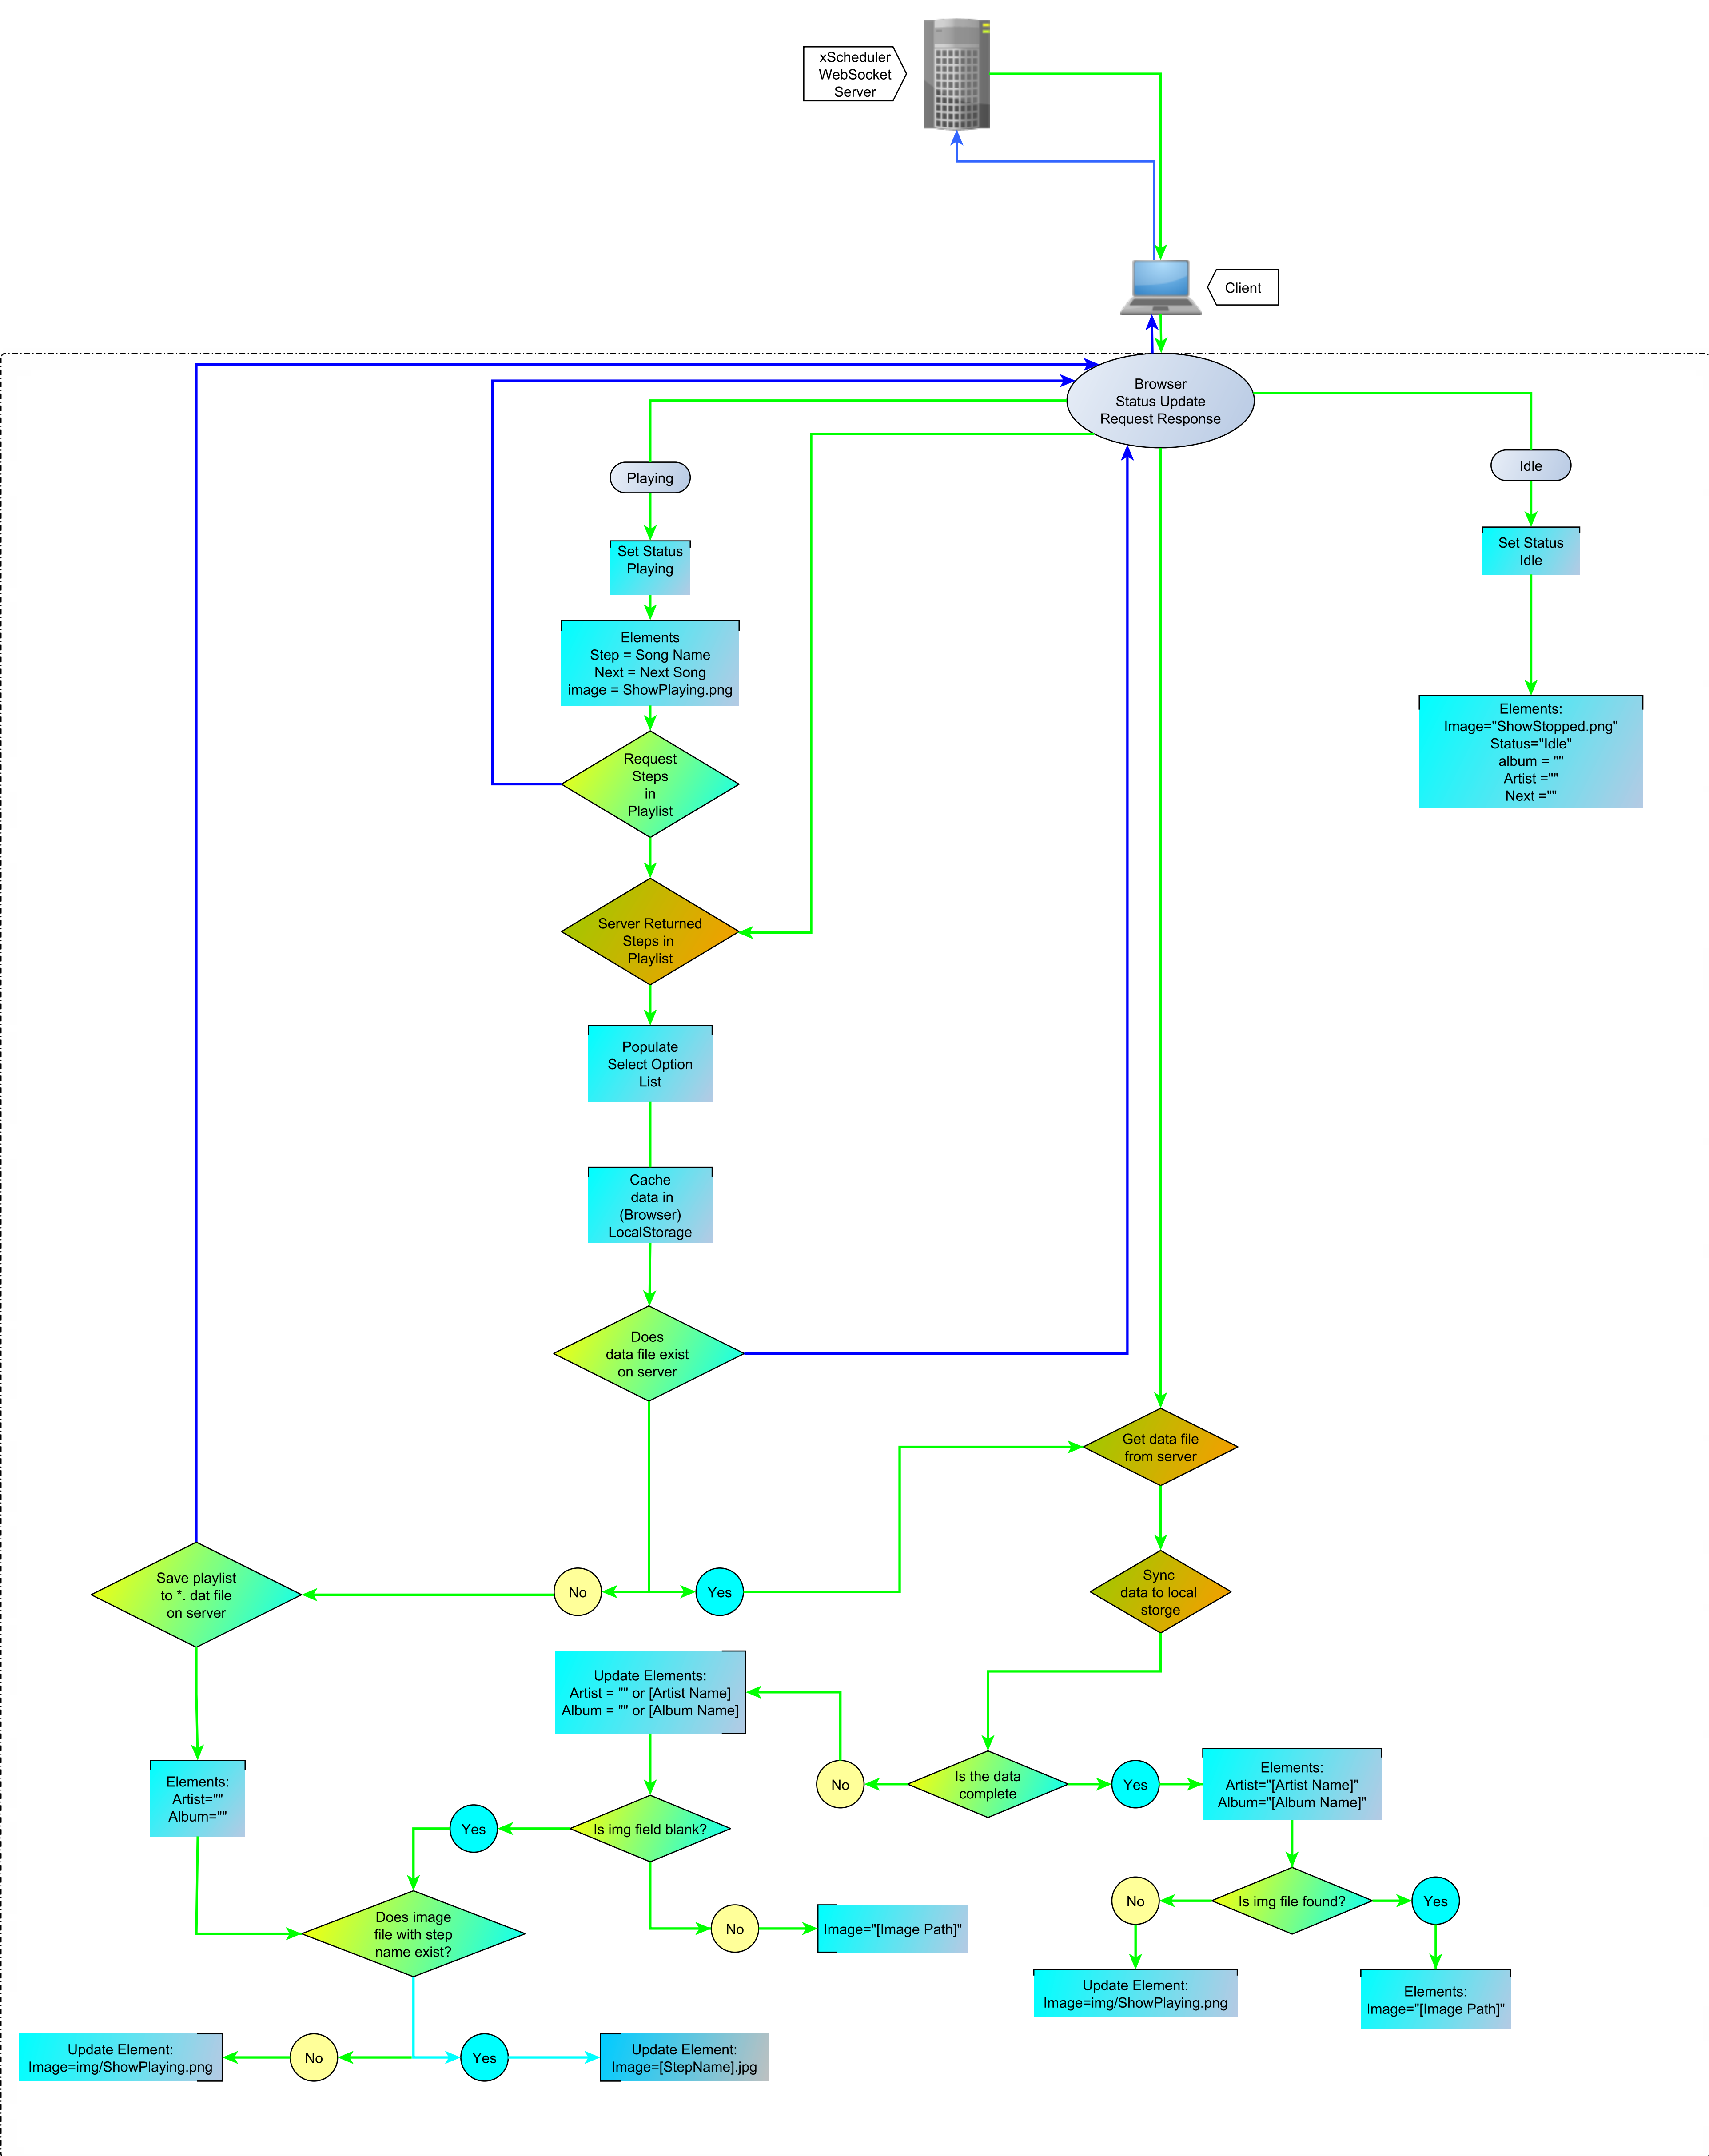 xScheduler
WebSocket
Server
Client
Browser
Status Update
Request Response
Playing
Idle
Set Status
Playing
Set Status
Idle
Elements
Step = Song Name
Next = Next Song
image = ShowPlaying.png
Elements:
Image="ShowStopped.png"
Status="Idle"
album = ""
Artist =""
Next =""
Request
Steps
in
Playlist
Server Returned
Steps in
Playlist
Populate
Select Option
List
Cache
data in
(Browser)
LocalStorage
Does
data file exist
on server
Get data file
from server
Save playlist
to *. dat file
on server
No
Yes
Sync
data to local
storge
Update Elements:
Artist = "" or [Artist Name]
Album = "" or [Album Name]
Elements:
Artist=""
Album=""
No
Is the data
complete
Yes
Elements:
Artist="[Artist Name]"
Album="[Album Name]"
Yes
Is img field blank?
No
Is img file found?
Yes
Does image
file with step
name exist?
No
Image="[Image Path]"
Update Element:
Image=img/ShowPlaying.png
Elements:
Image="[Image Path]"
Update Element:
Image=img/ShowPlaying.png
No
Yes
Update Element:
Image=[StepName].jpg